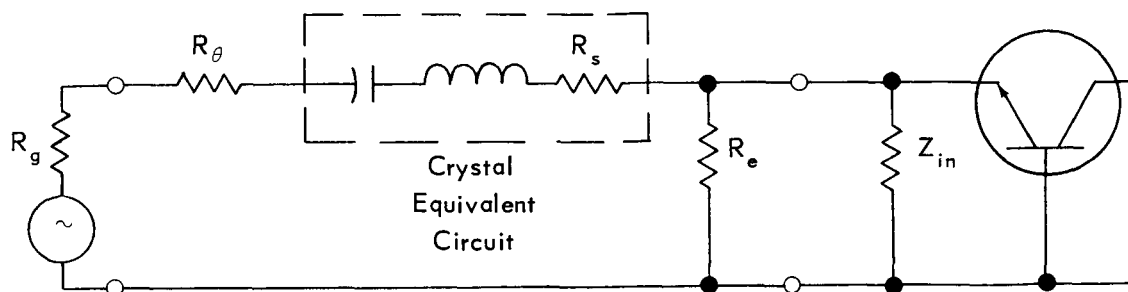 R_θ
R_s
R_g
R_e
Z_in
Crystal
Equivalent
Circuit
~